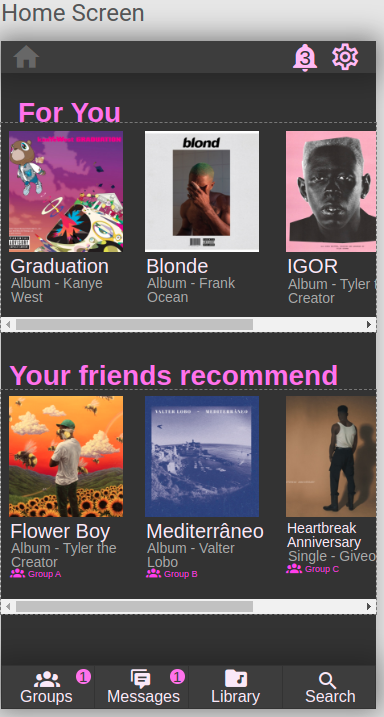 Home Screen
3
For You
blond
Graduation
Album - Kanye
West
Blonde
Album - Frank
Ocean
IGOR
Album - Tyler t
Creator
Your friends recommend
VALTER LOBO - MEDITERRÂNEO
Flower Boy
Album - Tyler the
Creator
Group A
Mediterrâneo
Album - Valter
Lobo
Group B
Heartbreak
Anniversary
Single - Giveo
Group C
1
1
Groups
Messages
Library
Search